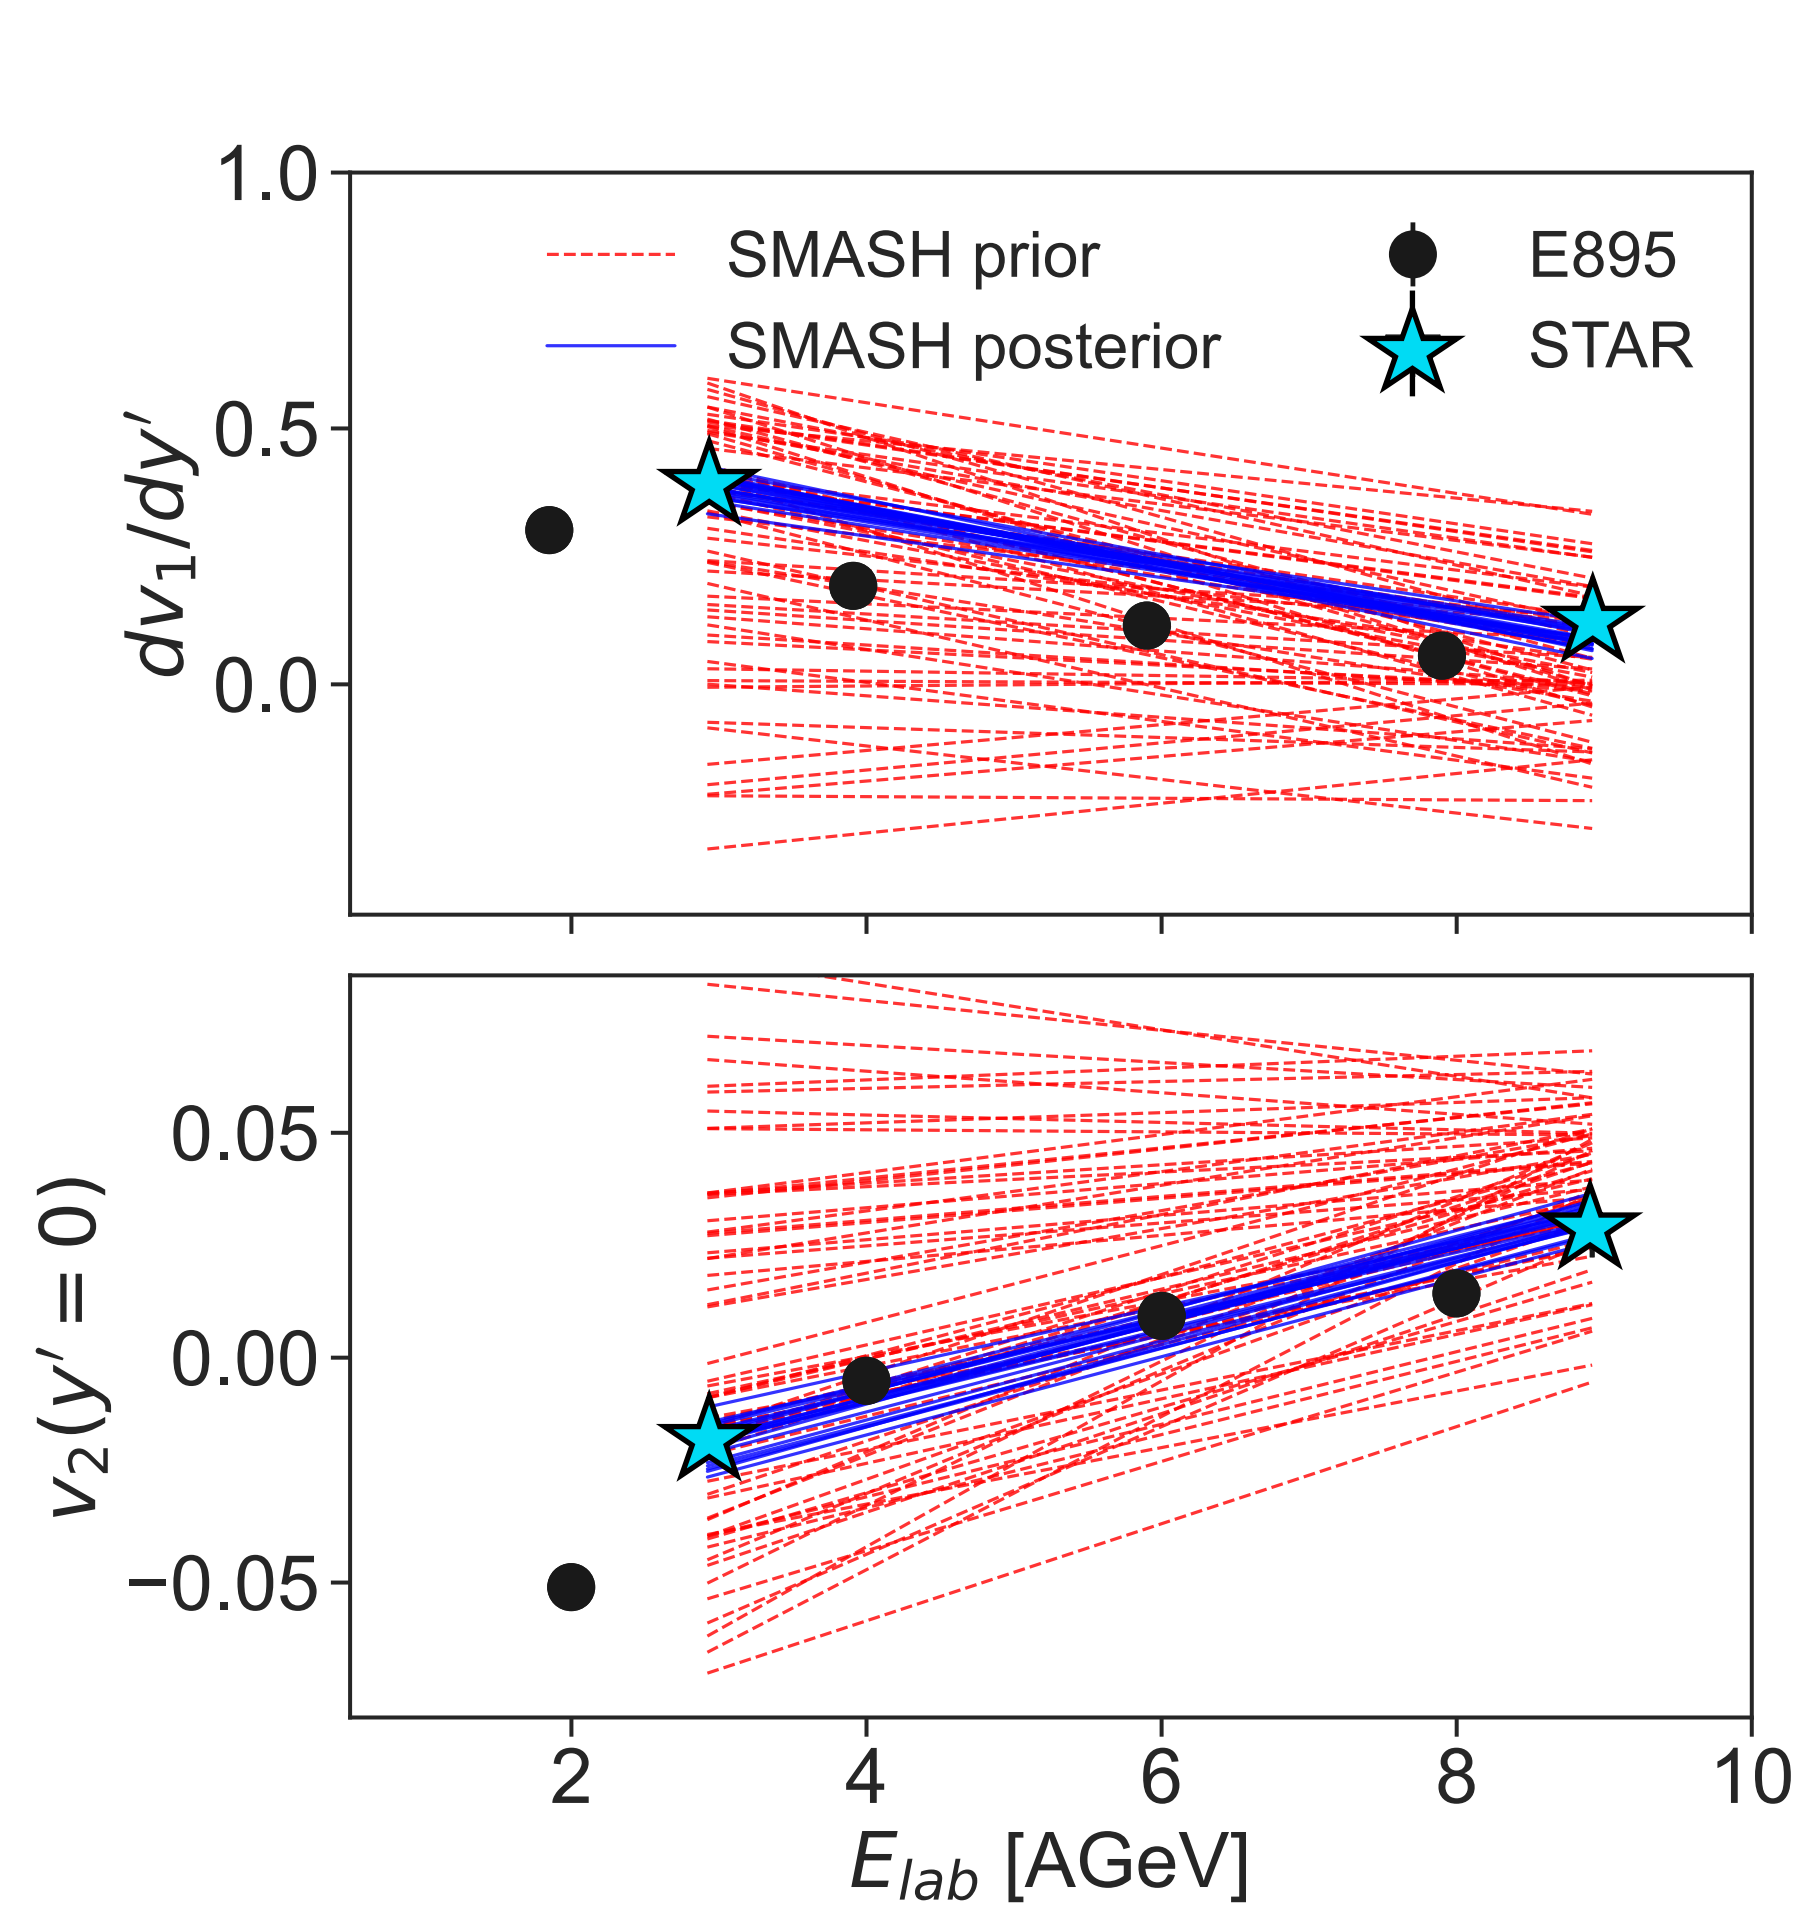 1.0
SMASH prior
E895
SMASH posterior
STAR
0.5
0.0
dv₁/dy′
0.05
0.00
−0.05
v₂(y′ = 0)
2 4 6 8 10
E_lab [AGeV]